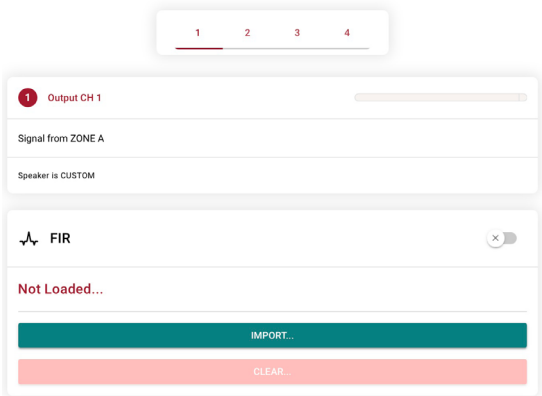 1 2 3 4
1 Output CH 1
Signal from ZONE A
Speaker is CUSTOM
FIR
Not Loaded...
IMPORT...
CLEAR...